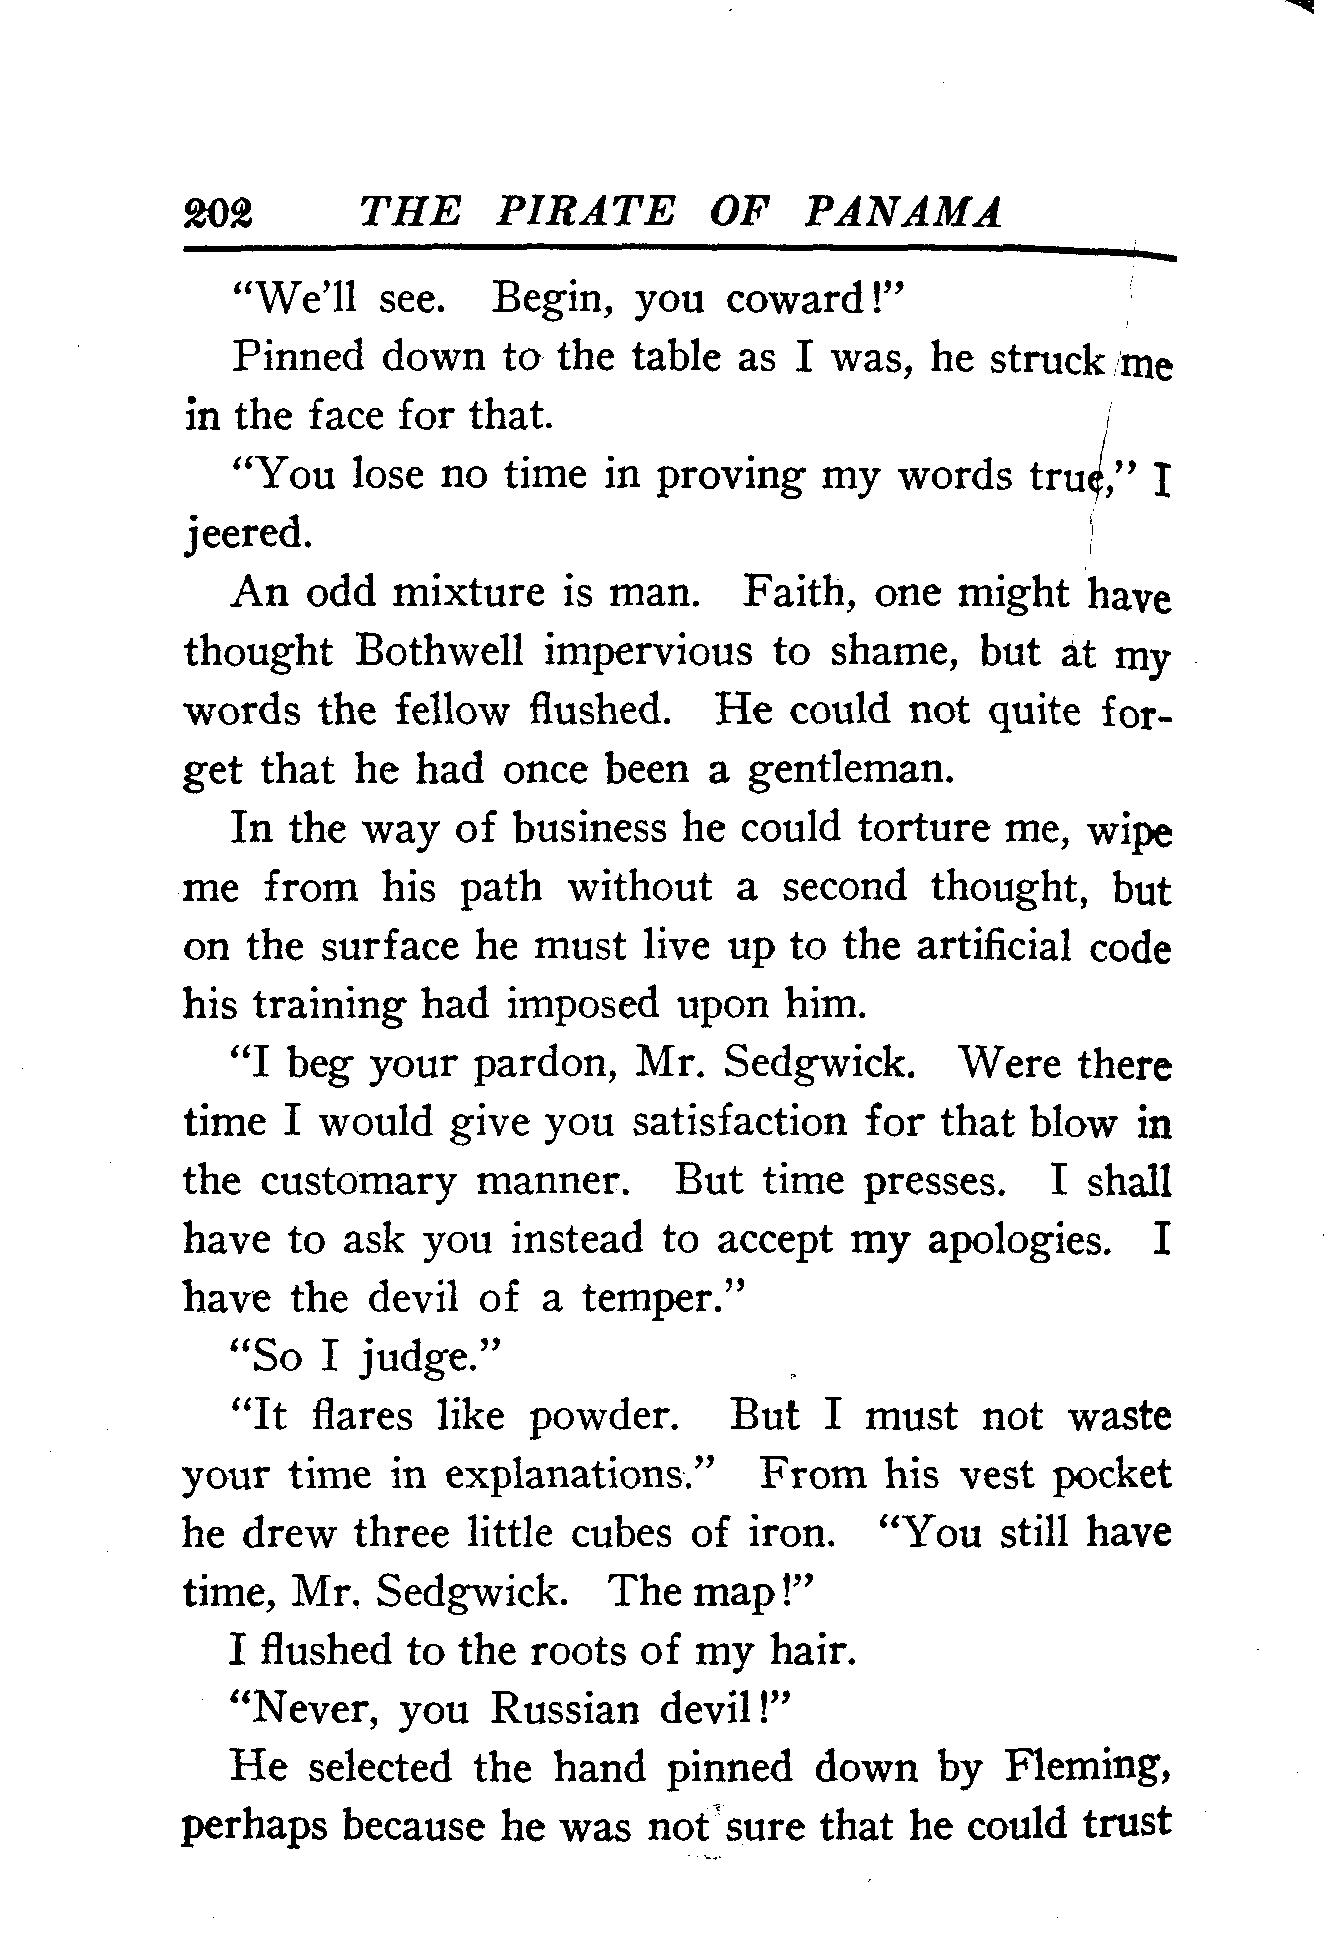 202 THE PIRATE OF PANAMA
“We’ll see. Begin, you coward!”
Pinned down to the table as I was, he struck me
in the face for that.
“You lose no time in proving my words true,” I
jeered.
An odd mixture is man. Faith, one might have
thought Bothwell impervious to shame, but at my
words the fellow flushed. He could not quite for-
get that he had once been a gentleman.
In the way of business he could torture me, wipe
me from his path without a second thought, but
on the surface he must live up to the artificial code
his training had imposed upon him.
“I beg your pardon, Mr. Sedgwick. Were there
time I would give you satisfaction for that blow in
the customary manner. But time presses. I shall
have to ask you instead to accept my apologies. I
have the devil of a temper.”
“So I judge.”
“It flares like powder. But I must not waste
your time in explanations.” From his vest pocket
he drew three little cubes of iron. “You still have
time, Mr. Sedgwick. The map!”
I flushed to the roots of my hair.
“Never, you Russian devil!”
He selected the hand pinned down by Fleming,
perhaps because he was not sure that he could trust